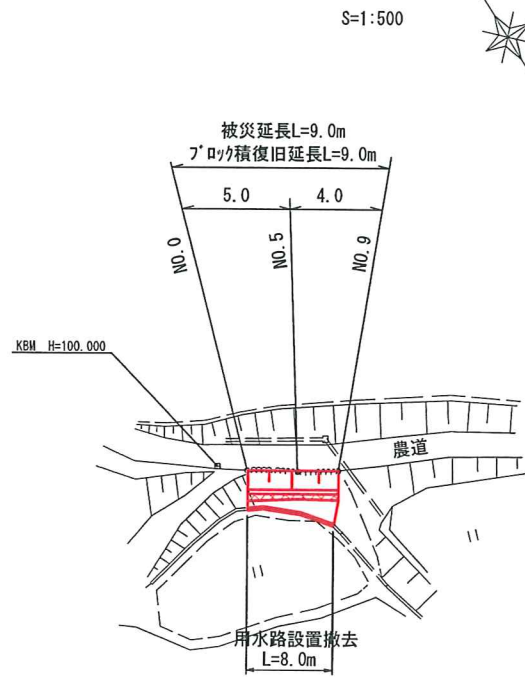 S=1:500
被災延長L=9.0m
ブロック積復旧延長L=9.0m
5.0 4.0
NO.0
NO.5
NO.9
KBM H=100.000
農道
用水路設置撤去
L=8.0m